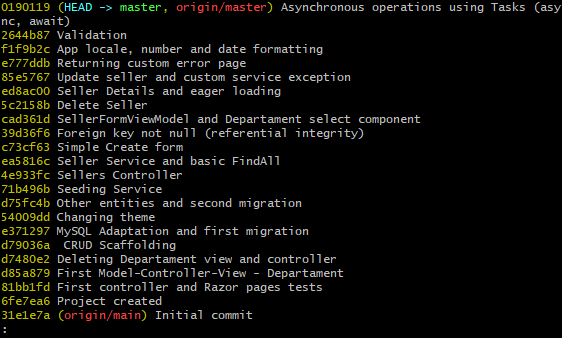 0190119 (HEAD -> master, origin/master) Asynchronous operations using Tasks (asy
nc, await)
2644b87 Validation
f1f9b2c App locale, number and date formatting
e777ddb Returning custom error page
85e5767 Update seller and custom service exception
ed8ac00 Seller Details and eager loading
5c2158b Delete Seller
cad361d SellerFormViewModel and Departament select component
39d36f6 Foreign key not null (referential integrity)
c73cf63 Simple Create form
ea5816c Seller Service and basic FindAll
4e933fc Sellers Controller
71b496b Seeding Service
d75fc4b Other entities and second migration
54009dd Changing theme
e371297 MySQL Adaptation and first migration
d79036a  CRUD Scaffolding
d7480e2 Deleting Departament view and controller
d85a879 First Model-Controller-View - Departament
81bb1fd First controller and Razor pages tests
6fe7ea6 Project created
31e1e7a (origin/main) Initial commit
: